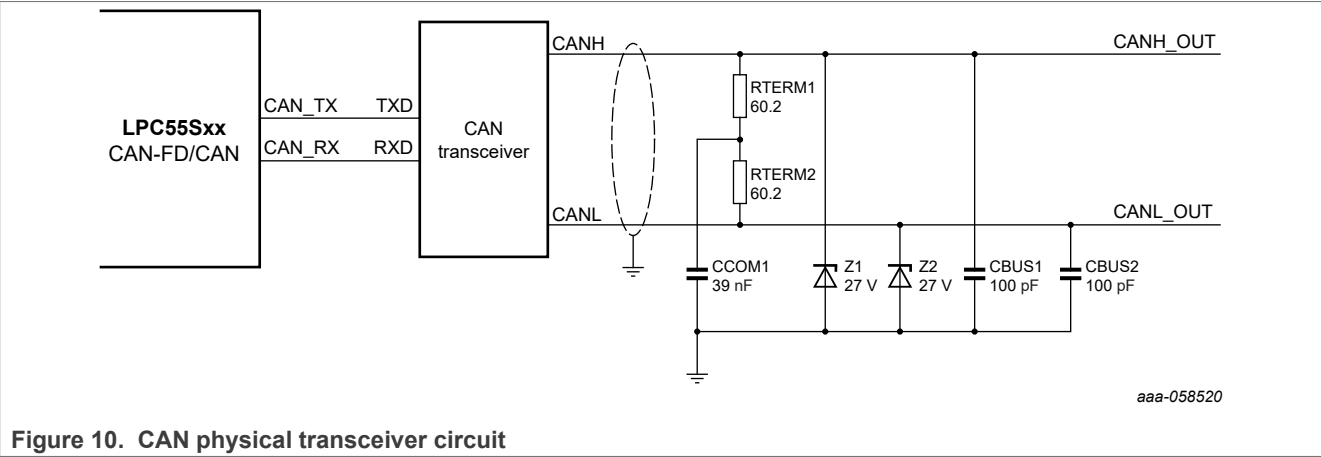 CANH
CANH_OUT
RTERM1
60.2
CAN_TX
TXD
LPC55Sxx
CAN-FD/CAN
CAN
transceiver
CAN_RX
RXD
RTERM2
60.2
CANL
CANL_OUT
CCOM1
39 nF
Z1
27 V
Z2
27 V
CBUS1
100 pF
CBUS2
100 pF
aaa-058520
Figure 10. CAN physical transceiver circuit